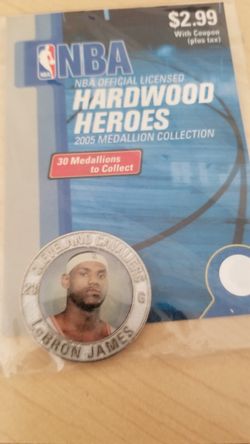 $2.99
With Coupon
(plus tax)
NBA
NBA OFFICIAL LICENSED
HARDWOOD
HEROES
2005 MEDALLION COLLECTION
30 Medallions
to Collect
CLEVELAND CAVALIERS
LEBRON JAMES